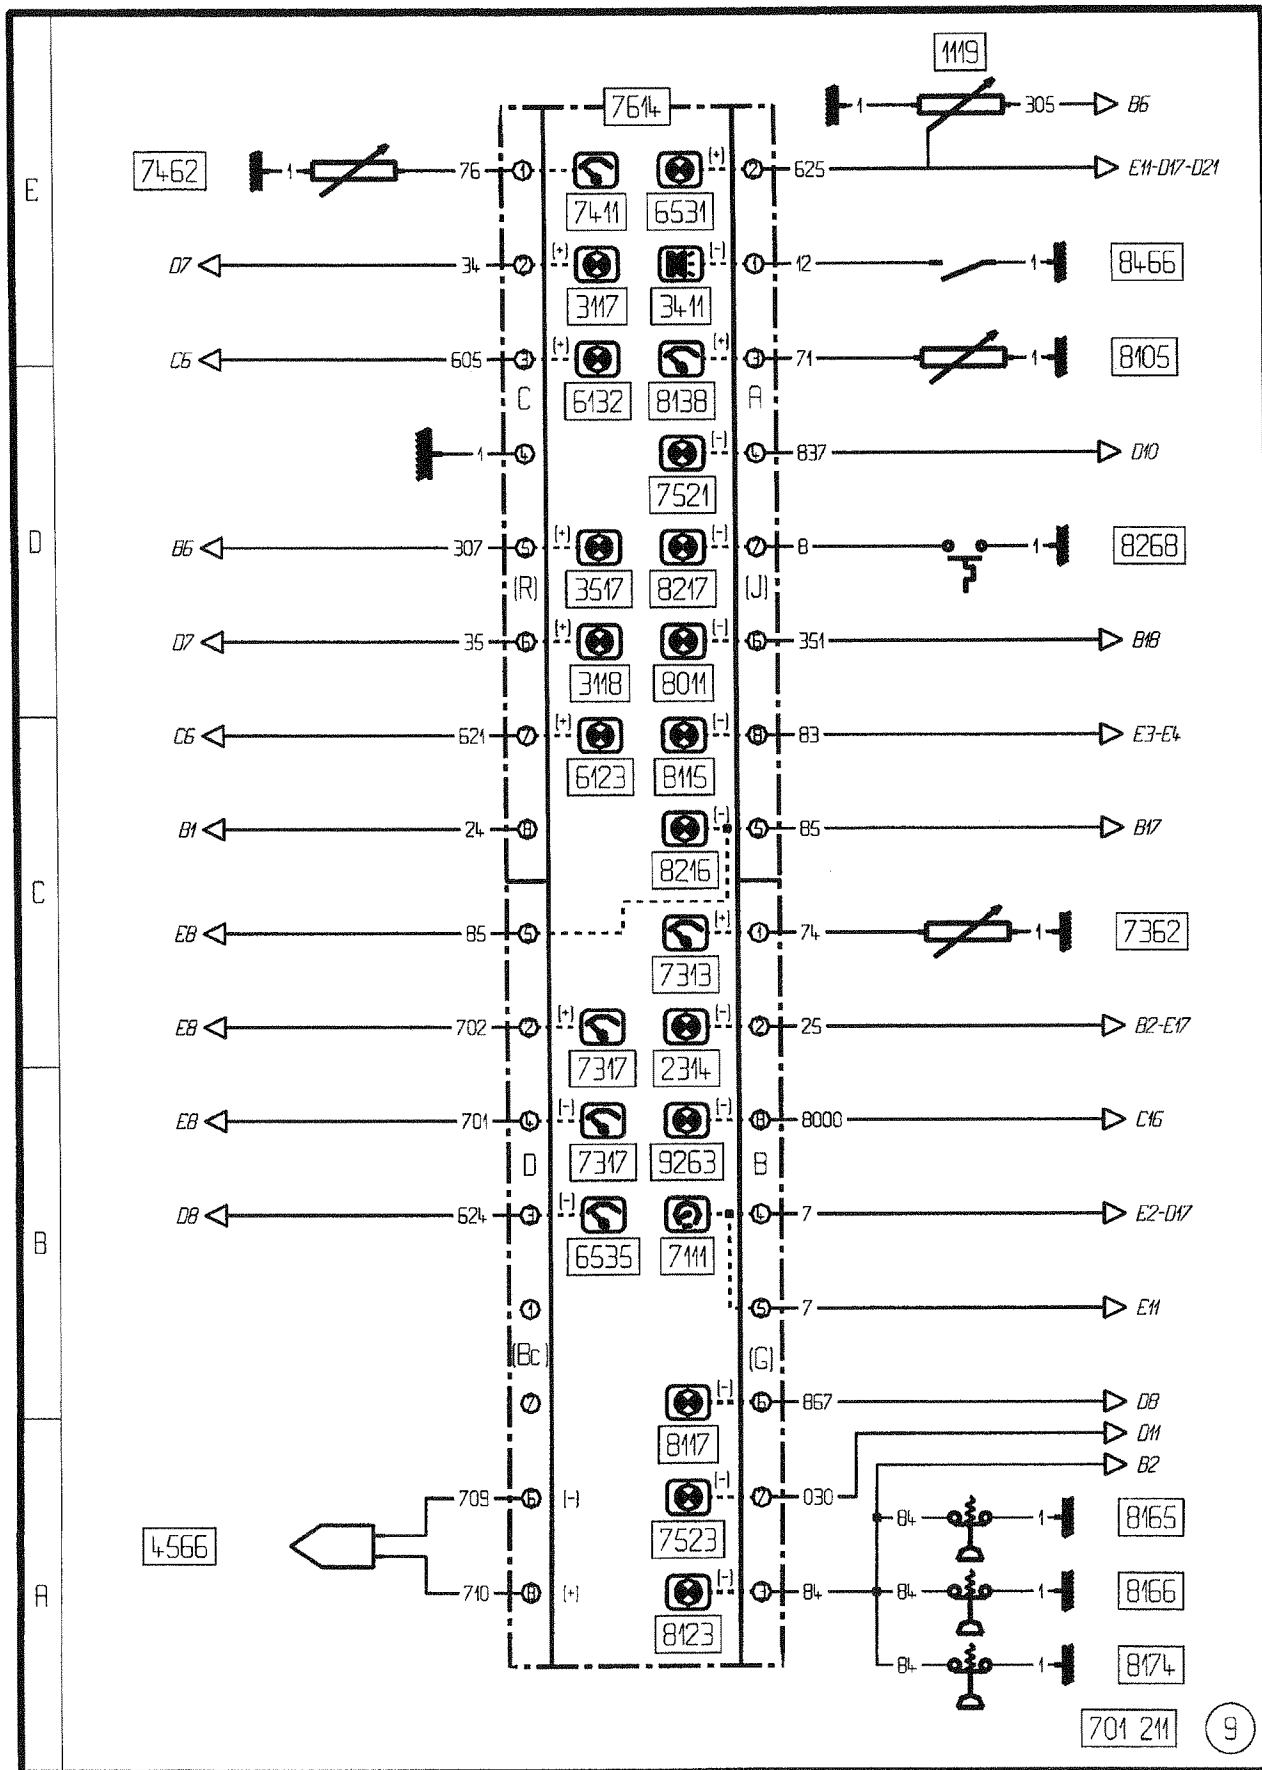 1119
7614
1 305 B6
7462 1 76 1 (+) 2 625 E11-D17-D21
E
7411 6531
D7 34 2 (+) (-) 1 12 1 8466
3117 3411
C6 605 3 (+) (+) 3 71 1 8105
C 6132 8138 A
1 4 (-) 4 837 D10
7521
D
B6 307 5 (+) (-) 7 8 1 8268
(R) 3517 8217 (J)
D7 35 6 (+) (-) 6 351 B18
3118 8011
C6 621 7 (+) (-) 8 83 E3-E4
6123 8115
B1 24 8 (-) 5 85 B17
8216
C
E8 85 5 (+) 1 74 1 7362
7313
E8 702 2 (+) (-) 2 25 B2-E17
7317 2314
E8 701 4 (-) (-) 8 8000 C16
D 7317 9263 B
D8 624 3 (-) 4 7 E2-D17
B
6535 7111
1 5 7 E11
(Bc) (G)
7 (-) 6 867 D8
8117
D11
B2
709 6 (-) (-) 7 030
84 1 8165
7523
4566
A
710 8 (+) (-) 3 84 84 1 8166
8123
84 1 8174
701 211 9